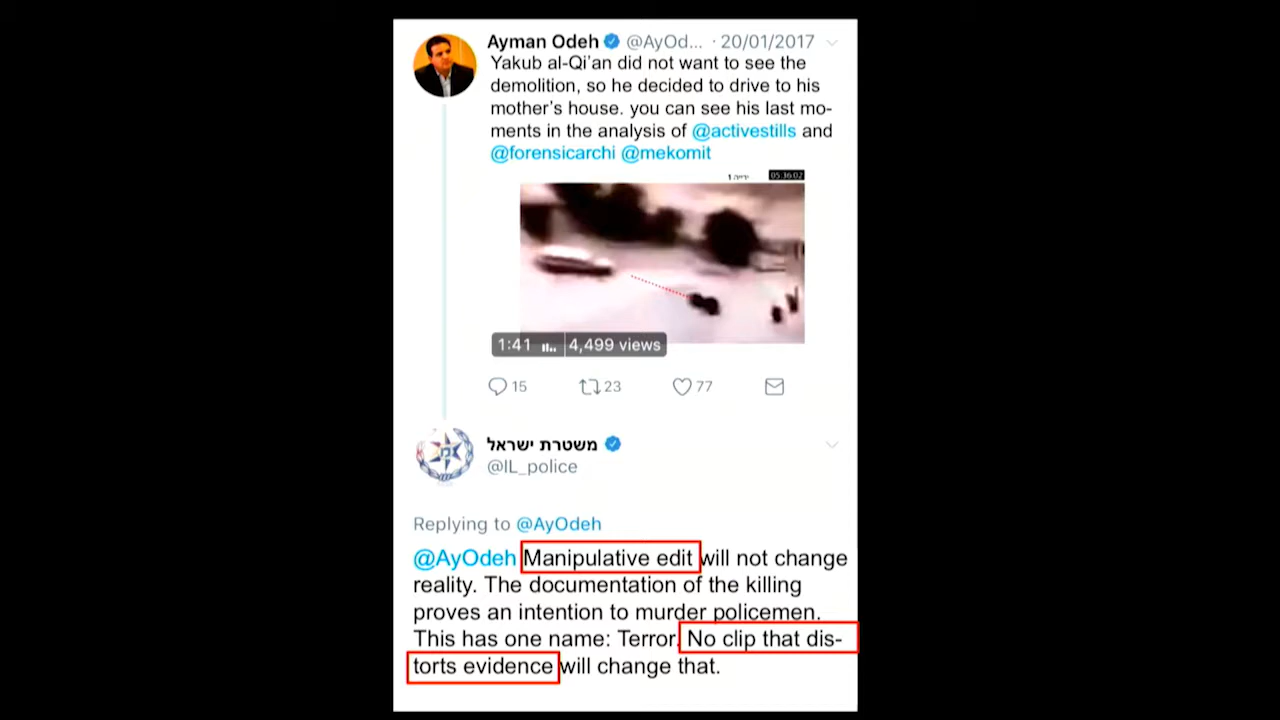 Ayman Odeh @AyOd... · 20/01/2017
Yakub al-Qi'an did not want to see the
demolition, so he decided to drive to his
mother's house. you can see his last mo-
ments in the analysis of @activestills and
@forensicarchi @mekomit
ירייה 1 05:36:02
1:41 4,499 views
15 23 77
משטרת ישראל
@IL_police
Replying to @AyOdeh
@AyOdeh Manipulative edit will not change
reality. The documentation of the killing
proves an intention to murder policemen.
This has one name: Terror. No clip that dis-
torts evidence will change that.